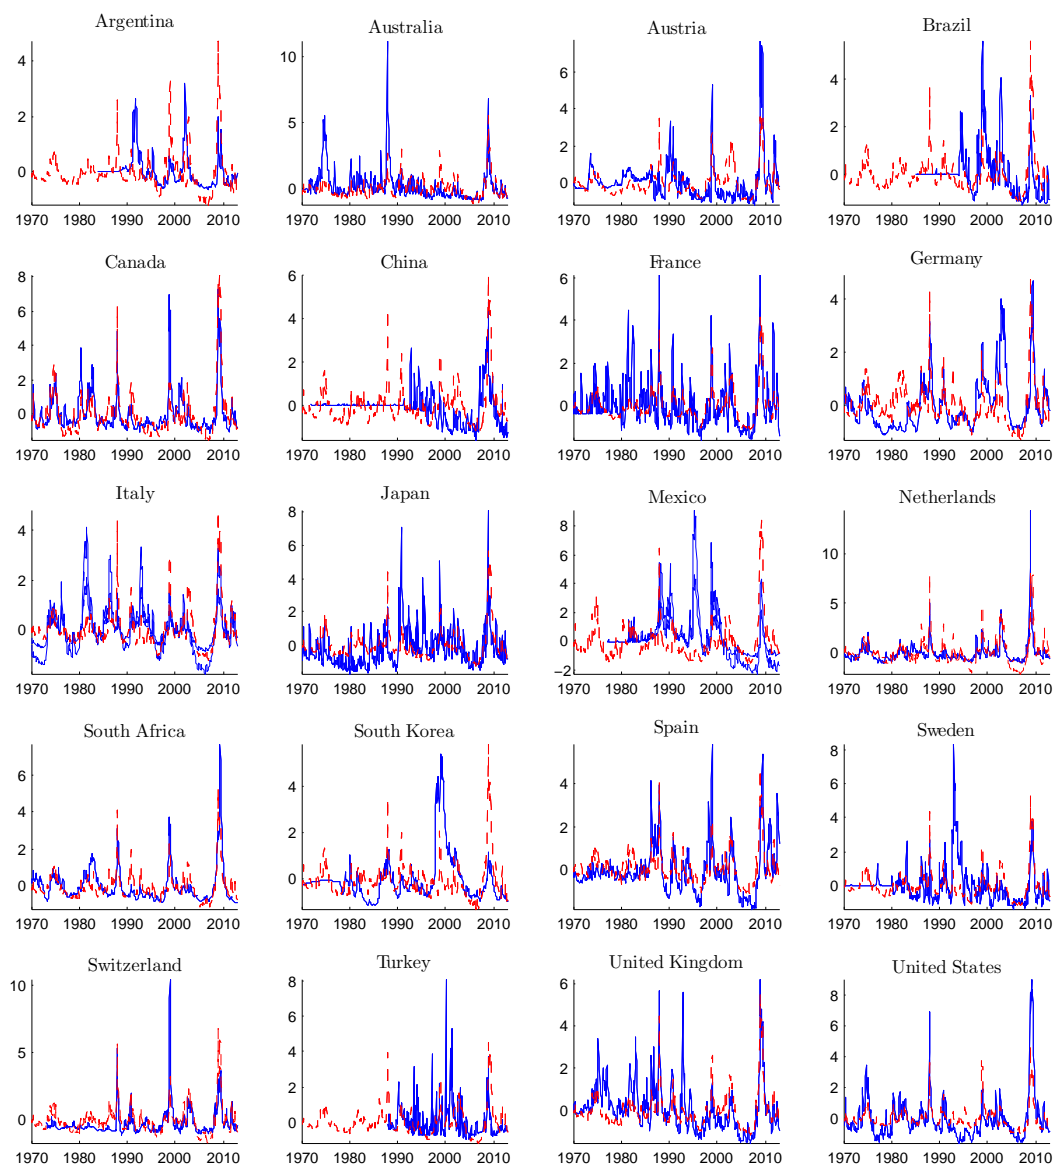 Argentina
4
2
0
1970 1980 1990 2000 2010
Australia
10
5
0
1970 1980 1990 2000 2010
Austria
6
4
2
0
1970 1980 1990 2000 2010
Brazil
4
2
0
1970 1980 1990 2000 2010
Canada
8
6
4
2
0
1970 1980 1990 2000 2010
China
6
4
2
0
1970 1980 1990 2000 2010
France
6
4
2
0
1970 1980 1990 2000 2010
Germany
4
2
0
1970 1980 1990 2000 2010
Italy
4
2
0
1970 1980 1990 2000 2010
Japan
8
6
4
2
0
1970 1980 1990 2000 2010
Mexico
8
6
4
2
0
−2
1970 1980 1990 2000 2010
Netherlands
10
5
0
1970 1980 1990 2000 2010
South Africa
6
4
2
0
1970 1980 1990 2000 2010
South Korea
4
2
0
1970 1980 1990 2000 2010
Spain
4
2
0
1970 1980 1990 2000 2010
Sweden
8
6
4
2
0
1970 1980 1990 2000 2010
Switzerland
10
5
0
1970 1980 1990 2000 2010
Turkey
8
6
4
2
0
1970 1980 1990 2000 2010
United Kingdom
6
4
2
0
1970 1980 1990 2000 2010
United States
8
6
4
2
0
1970 1980 1990 2000 2010